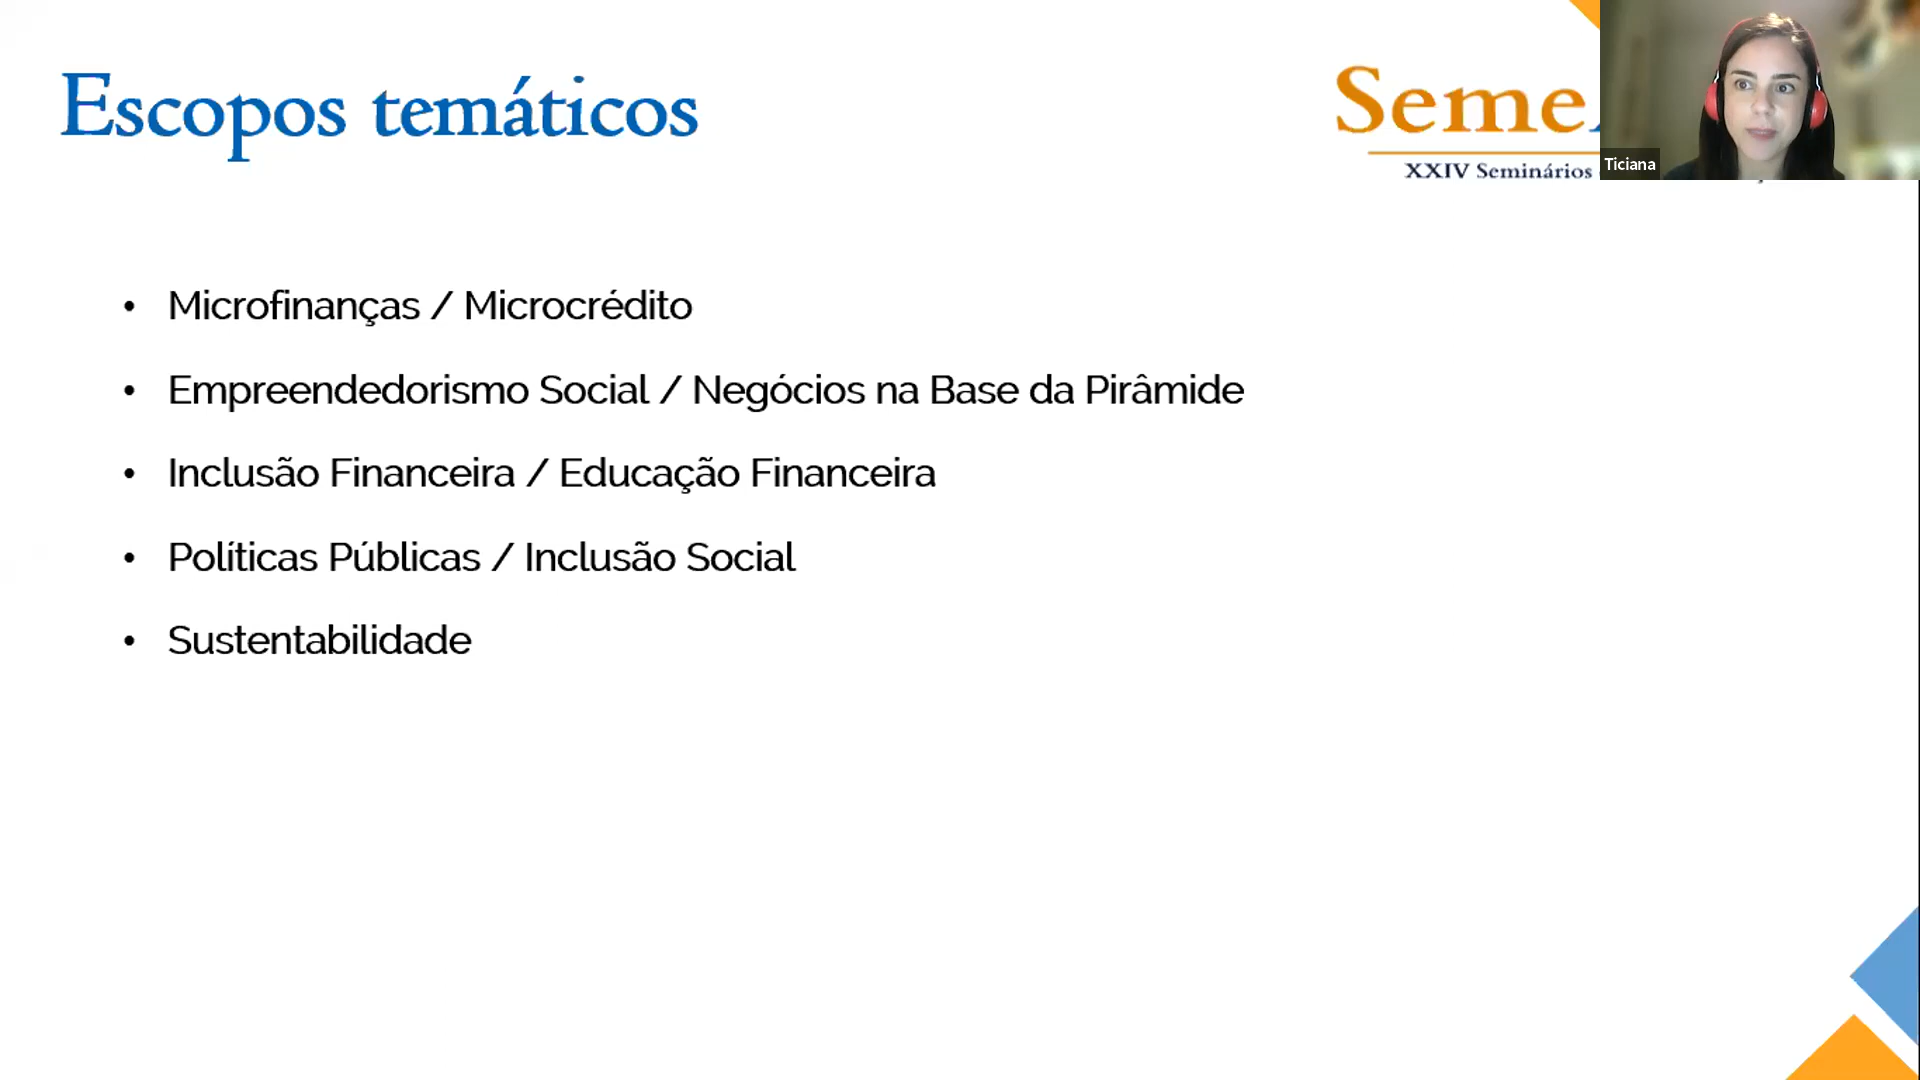 Escopos temáticos
Seme
XXIV Seminários
Ticiana
• Microfinanças / Microcrédito
• Empreendedorismo Social / Negócios na Base da Pirâmide
• Inclusão Financeira / Educação Financeira
• Políticas Públicas / Inclusão Social
• Sustentabilidade